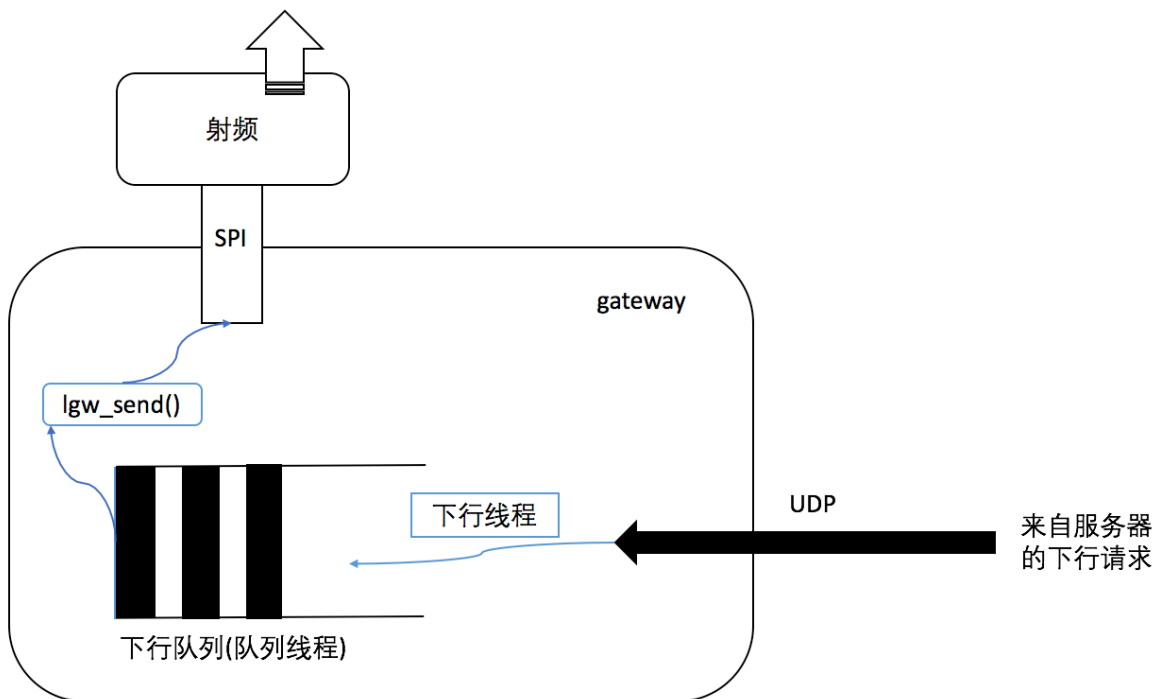 射频
SPI
gateway
lgw_send()
下行线程
UDP
来自服务器
的下行请求
下行队列(队列线程)